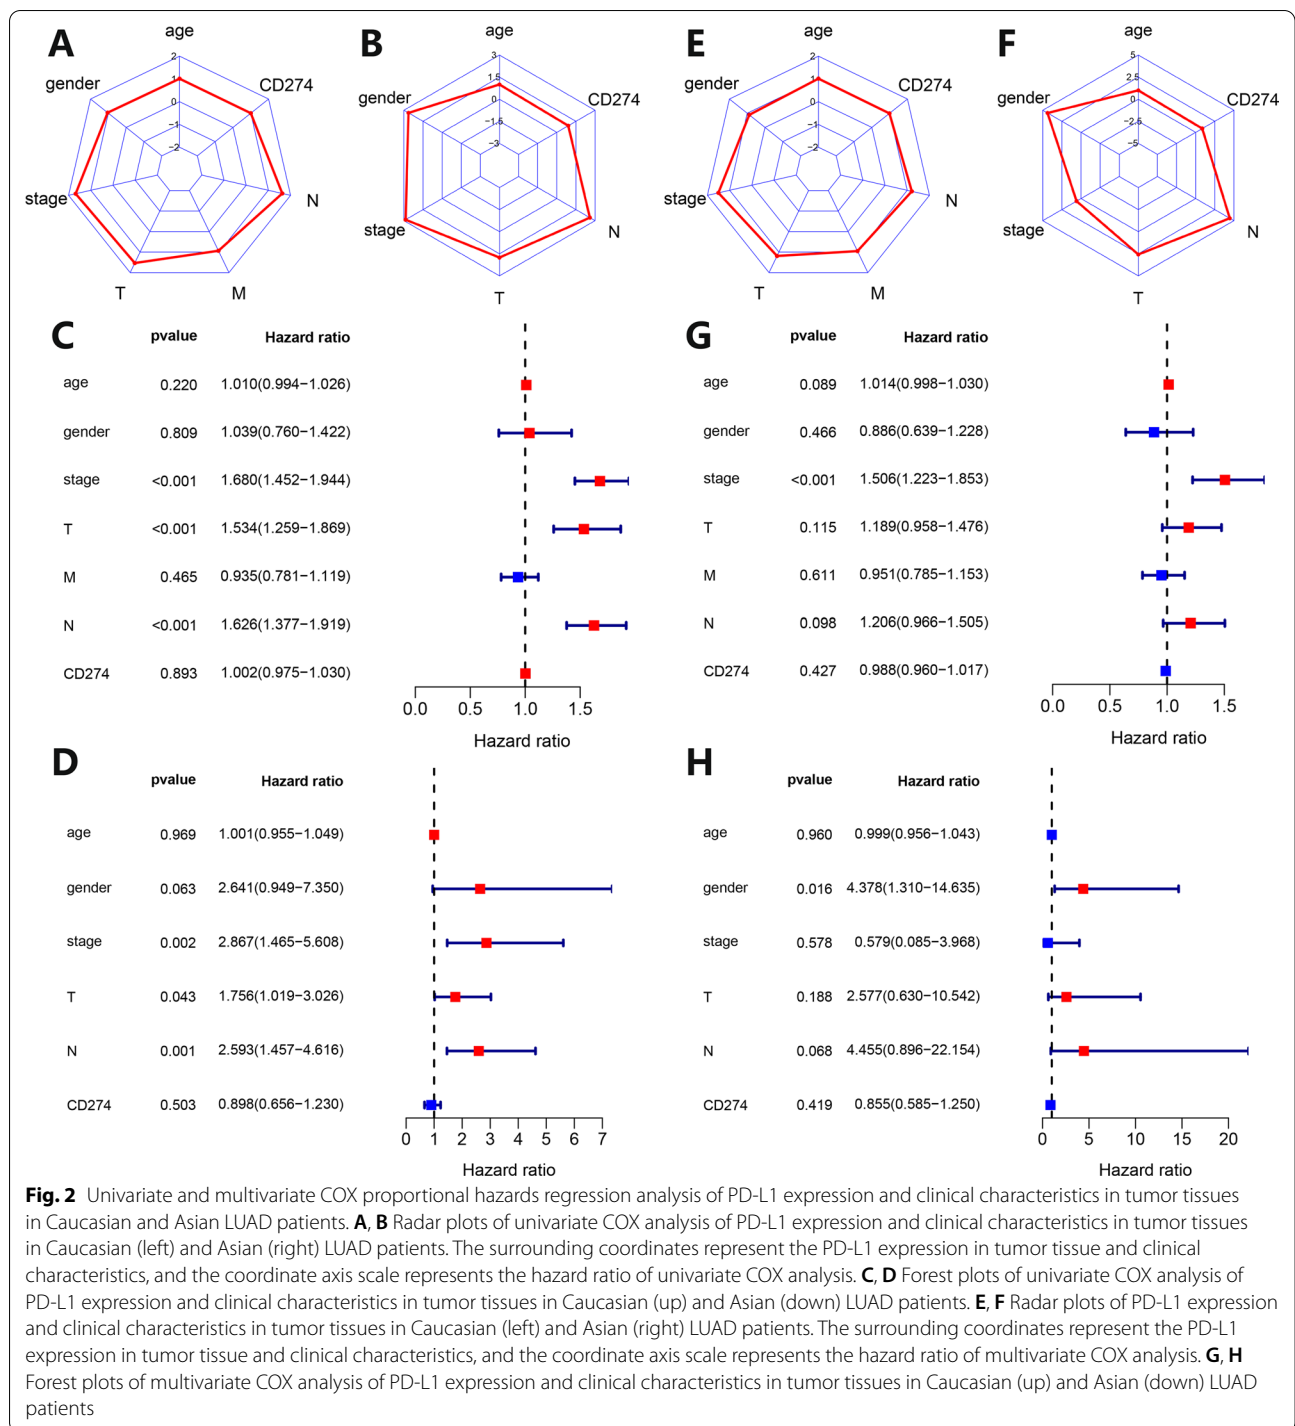 A
age
2
1
0
−1
−2
gender
CD274
stage
N
T
M
B
age
3
1.5
0
−1.5
−3
gender
CD274
stage
N
T
E
age
2
1
0
−1
−2
gender
CD274
stage
N
T
M
F
age
5
2.5
0
−2.5
−5
gender
CD274
stage
N
T
C
pvalue Hazard ratio
age 0.220 1.010(0.994−1.026)
gender 0.809 1.039(0.760−1.422)
stage <0.001 1.680(1.452−1.944)
T <0.001 1.534(1.259−1.869)
M 0.465 0.935(0.781−1.119)
N <0.001 1.626(1.377−1.919)
CD274 0.893 1.002(0.975−1.030)
0.0 0.5 1.0 1.5
Hazard ratio
G
pvalue Hazard ratio
age 0.089 1.014(0.998−1.030)
gender 0.466 0.886(0.639−1.228)
stage <0.001 1.506(1.223−1.853)
T 0.115 1.189(0.958−1.476)
M 0.611 0.951(0.785−1.153)
N 0.098 1.206(0.966−1.505)
CD274 0.427 0.988(0.960−1.017)
0.0 0.5 1.0 1.5
Hazard ratio
D
pvalue Hazard ratio
age 0.969 1.001(0.955−1.049)
gender 0.063 2.641(0.949−7.350)
stage 0.002 2.867(1.465−5.608)
T 0.043 1.756(1.019−3.026)
N 0.001 2.593(1.457−4.616)
CD274 0.503 0.898(0.656−1.230)
0 1 2 3 4 5 6 7
Hazard ratio
H
pvalue Hazard ratio
age 0.960 0.999(0.956−1.043)
gender 0.016 4.378(1.310−14.635)
stage 0.578 0.579(0.085−3.968)
T 0.188 2.577(0.630−10.542)
N 0.068 4.455(0.896−22.154)
CD274 0.419 0.855(0.585−1.250)
0 5 10 15 20
Hazard ratio
Fig. 2 Univariate and multivariate COX proportional hazards regression analysis of PD-L1 expression and clinical characteristics in tumor tissues
in Caucasian and Asian LUAD patients. A, B Radar plots of univariate COX analysis of PD-L1 expression and clinical characteristics in tumor tissues
in Caucasian (left) and Asian (right) LUAD patients. The surrounding coordinates represent the PD-L1 expression in tumor tissue and clinical
characteristics, and the coordinate axis scale represents the hazard ratio of univariate COX analysis. C, D Forest plots of univariate COX analysis of
PD-L1 expression and clinical characteristics in tumor tissues in Caucasian (up) and Asian (down) LUAD patients. E, F Radar plots of PD-L1 expression
and clinical characteristics in tumor tissues in Caucasian (left) and Asian (right) LUAD patients. The surrounding coordinates represent the PD-L1
expression in tumor tissue and clinical characteristics, and the coordinate axis scale represents the hazard ratio of multivariate COX analysis. G, H
Forest plots of multivariate COX analysis of PD-L1 expression and clinical characteristics in tumor tissues in Caucasian (up) and Asian (down) LUAD
patients